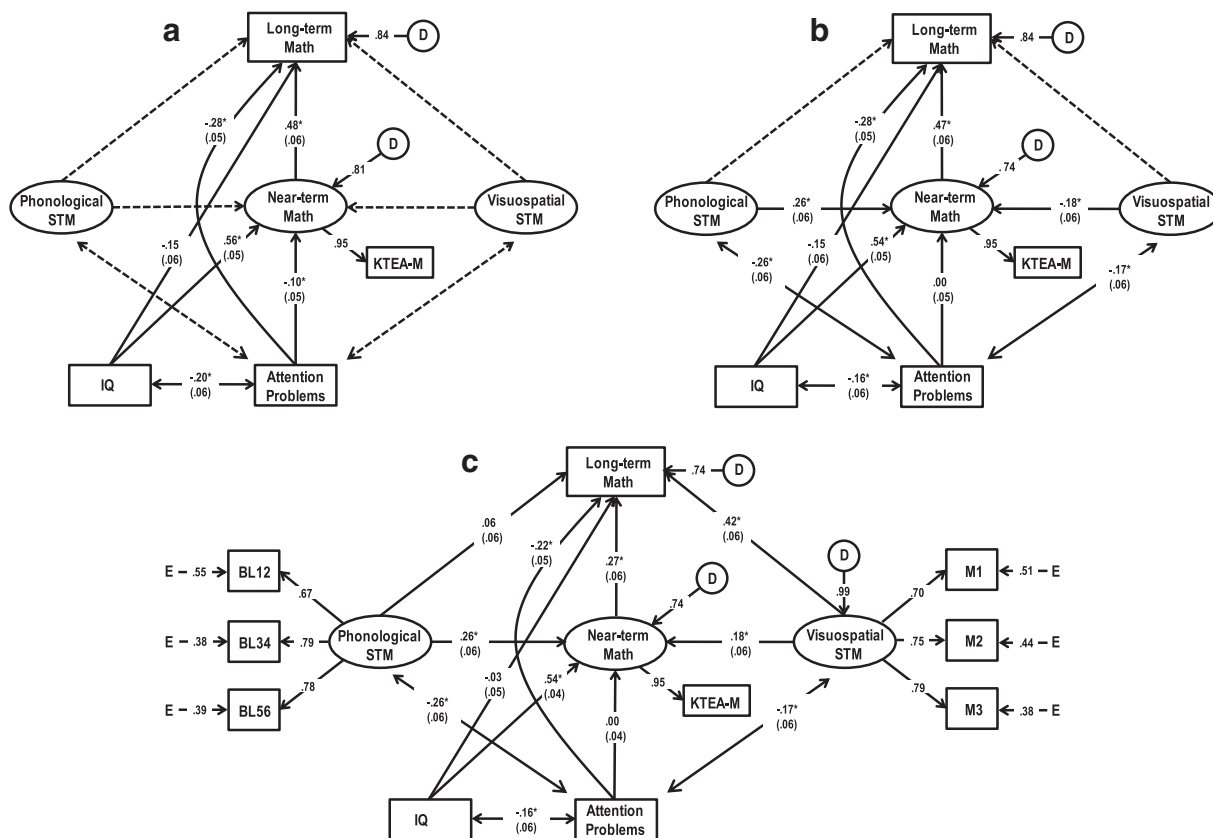 a
Long-term
Math
.84
D
-.28*
(.05)
.48*
(.06)
D
.81
Phonological
STM
Near-term
Math
Visuospatial
STM
-.15
(.06)
.56*
(.05)
.95
KTEA-M
-.10*
(.05)
IQ
-.20*
(.06)
Attention
Problems
b
Long-term
Math
.84
D
-.28*
(.05)
.47*
(.06)
D
.74
Phonological
STM
.26*
(.06)
Near-term
Math
-.18*
(.06)
Visuospatial
STM
-.15
(.06)
.54*
(.05)
.95
KTEA-M
-.26*
(.06)
.00
(.05)
-.17*
(.06)
IQ
-.16*
(.06)
Attention
Problems
c
Long-term
Math
.74
D
.06
(.06)
-.22*
(.05)
.27*
(.06)
.42*
(.06)
D
.74
D
.99
E
.55
BL12
.67
E
.38
BL34
.79
E
.39
BL56
.78
Phonological
STM
.26*
(.06)
Near-term
Math
.18*
(.06)
Visuospatial
STM
.70
M1
.51
E
.75
M2
.44
E
.79
M3
.38
E
-.03
(.05)
.54*
(.04)
.95
KTEA-M
-.26*
(.06)
.00
(.04)
-.17*
(.06)
IQ
-.16*
(.06)
Attention
Problems